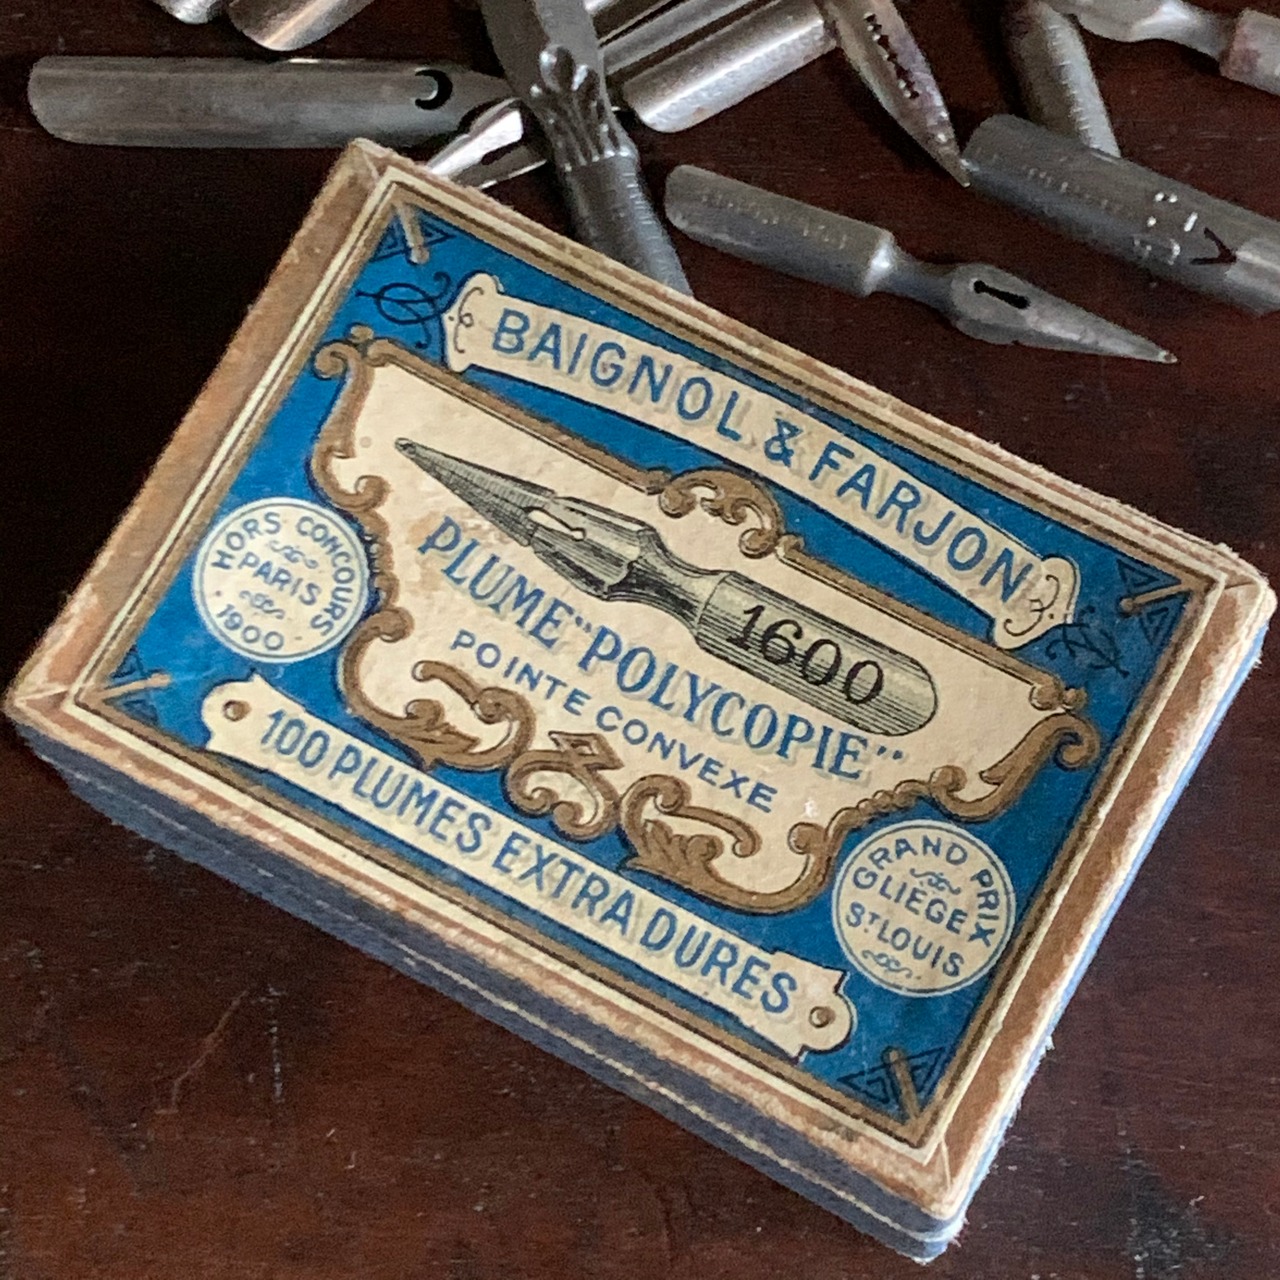 BAIGNOL & FARJON
1600
PLUME "POLYCOPIE"
POINTE CONVEXE
HORS CONCOURS
PARIS
1900
100 PLUMES EXTRA DURES
GRAND PRIX
LIÈGE
ST LOUIS